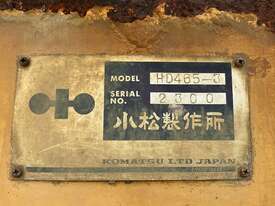 MODEL HD465-3
SERIAL NO. 2300
小松製作所
KOMATSU LTD JAPAN